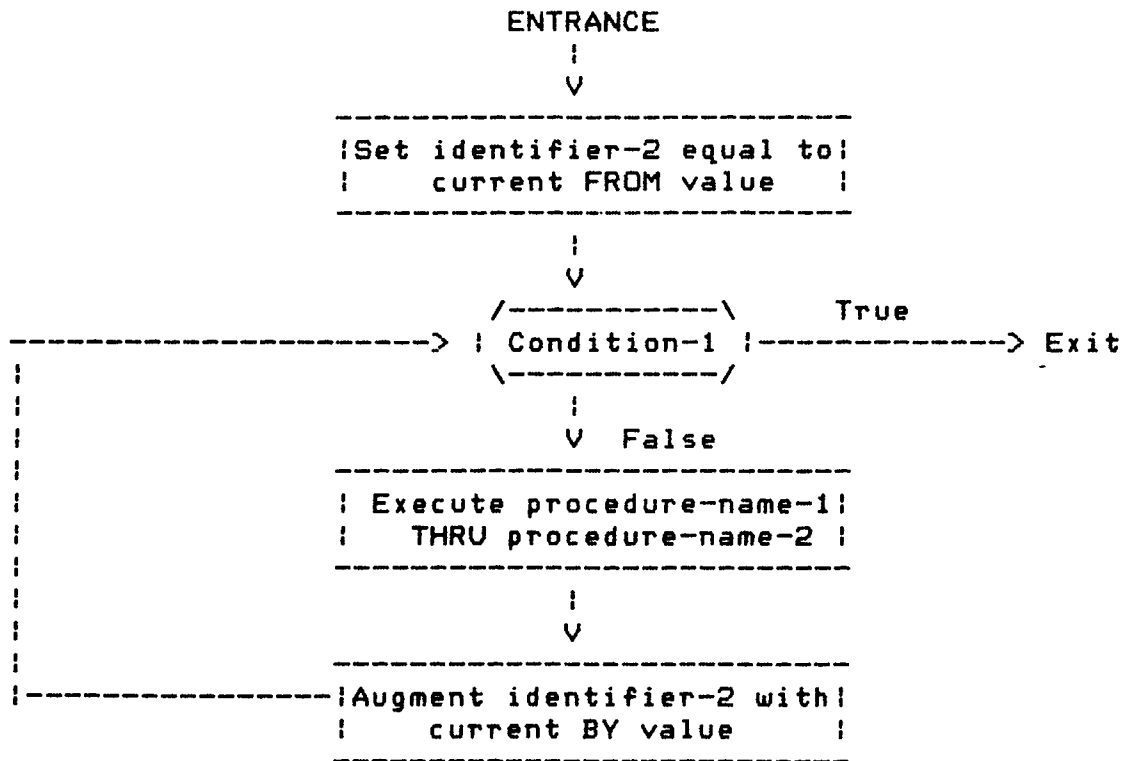 ENTRANCE
Set identifier-2 equal to
current FROM value
True
Condition-1
Exit
False
Execute procedure-name-1
THRU procedure-name-2
Augment identifier-2 with
current BY value